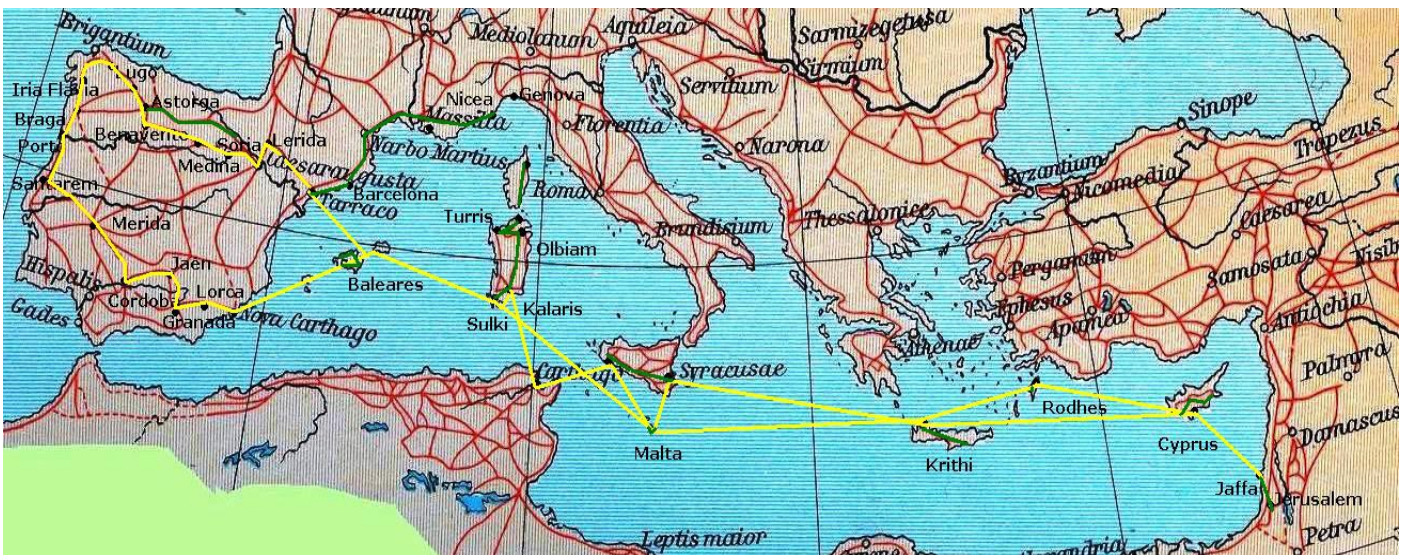 Brigantium
Lugo
Iria Flavia
Astorga
Braga
Benavento
Porto
Soria
Lerida
Medina
Caesaraugusta
Santarem
Barcelona
Tarraco
Merida
Hispalis
Jaen
?
Lorca
Cordoba
Granada
Gades
Nova Carthago
Baleares
Mediolanum
Aquileia
Nicea
Genova
Massata
Florentia
Narbo Martius
Roma
Turris
Olbiam
Kalaris
Sulki
Brundisium
Carthago
Syracusae
Malta
Leptis maior
Sarmizegetusa
Sirmium
Servitium
Narona
Thessalonice
Athenae
Krithi
Rodhes
Byzantium
Nicomedia
Sinope
Trapezus
Caesarea
Pergamum
Ephesus
Apamea
Samosata
Nisib
Antiochia
Palmyra
Damascus
Cyprus
Jaffa
Jerusalem
Petra